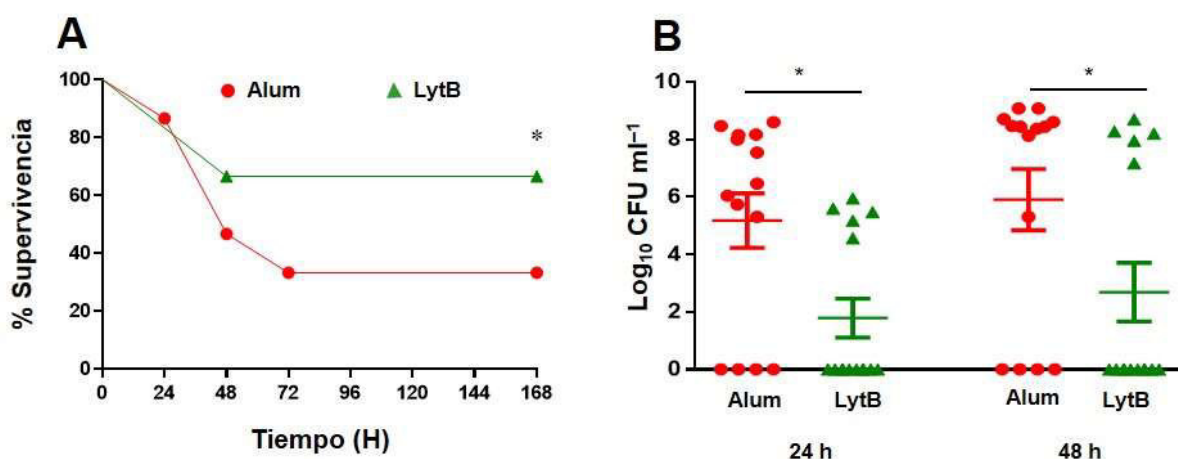 A
Alum
LytB
*
% Supervivencia
100
80
60
40
20
0
0 24 48 72 96 120 144 168
Tiempo (H)
B
* *
Log₁₀ CFU ml⁻¹
10
8
6
4
2
0
Alum LytB Alum LytB
24 h 48 h